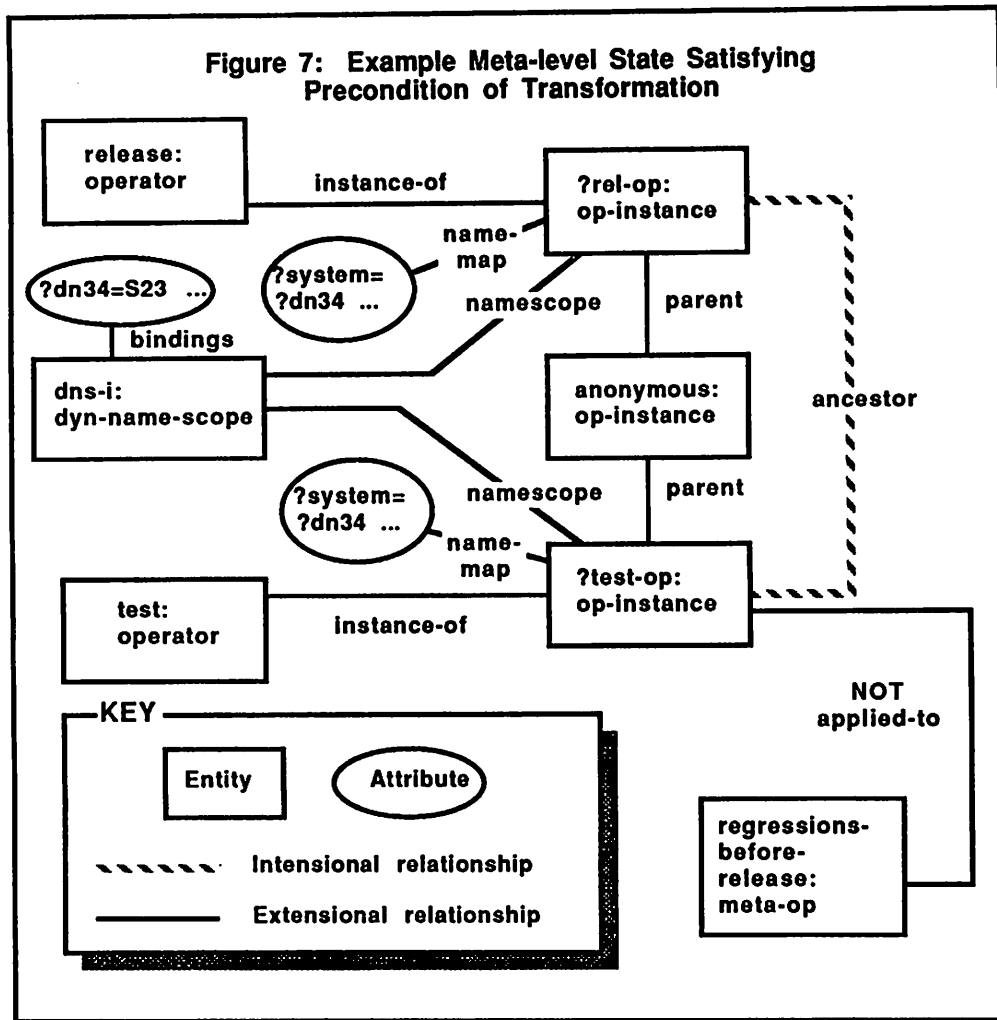 Figure 7: Example Meta-level State Satisfying
Precondition of Transformation
release:
operator
instance-of
?rel-op:
op-instance
name-
map
?system=
?dn34 ...
?dn34=S23 ...
bindings
namescope
parent
dns-i:
dyn-name-scope
anonymous:
op-instance
ancestor
?system=
?dn34 ...
namescope
parent
name-
map
test:
operator
instance-of
?test-op:
op-instance
NOT
applied-to
KEY
Entity
Attribute
Intensional relationship
Extensional relationship
regressions-
before-
release:
meta-op